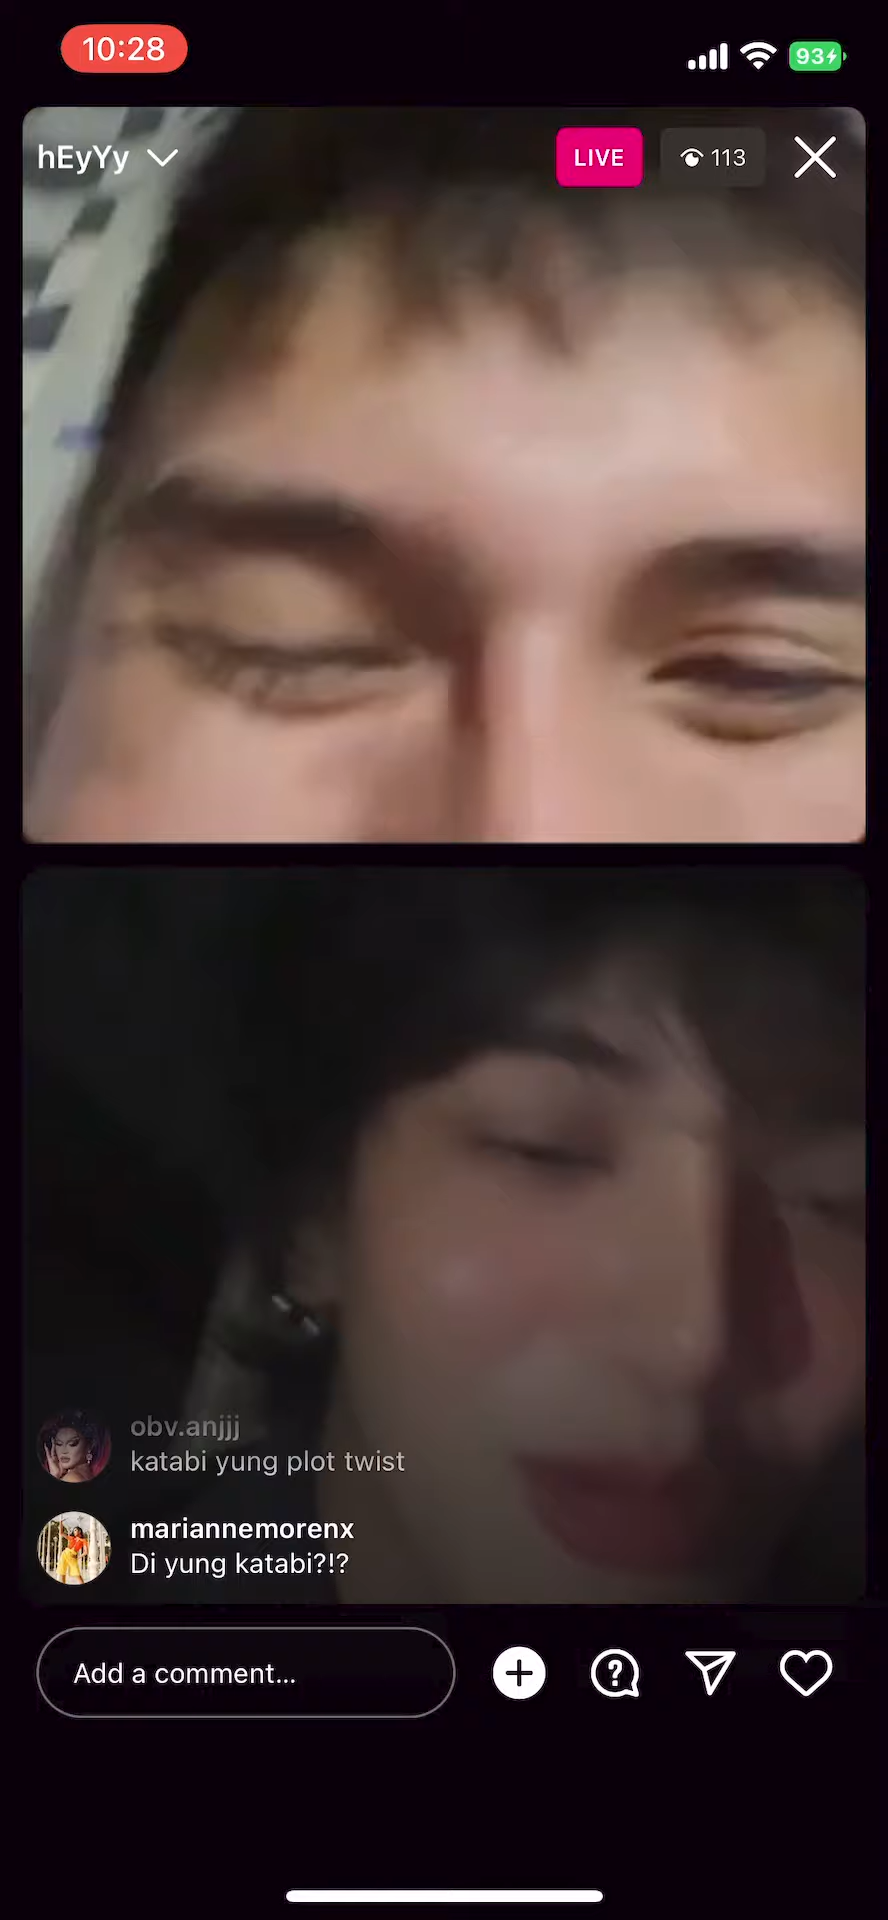 10:28
93
hEyYy
LIVE
113
obv.anjjj
katabi yung plot twist
mariannemorenx
Di yung katabi?!?
Add a comment...